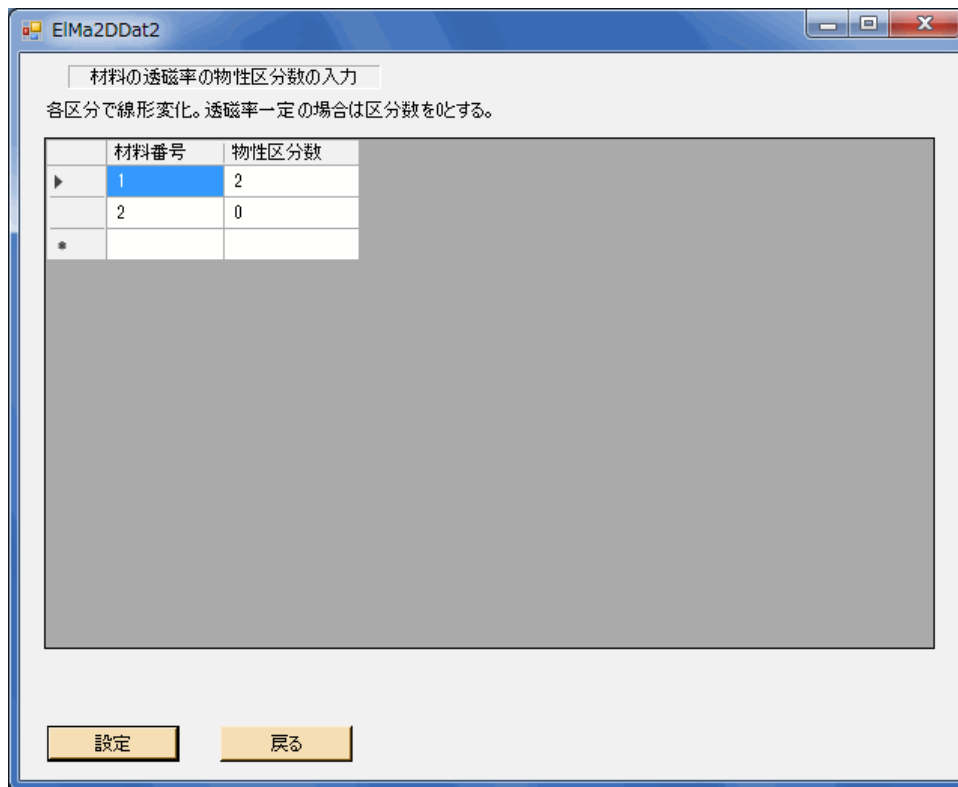 ElMa2DDat2
材料の透磁率の物性区分数の入力
各区分で線形変化。透磁率一定の場合は区分数を0とする。
材料番号 物性区分数
1 2
2 0
設定 戻る